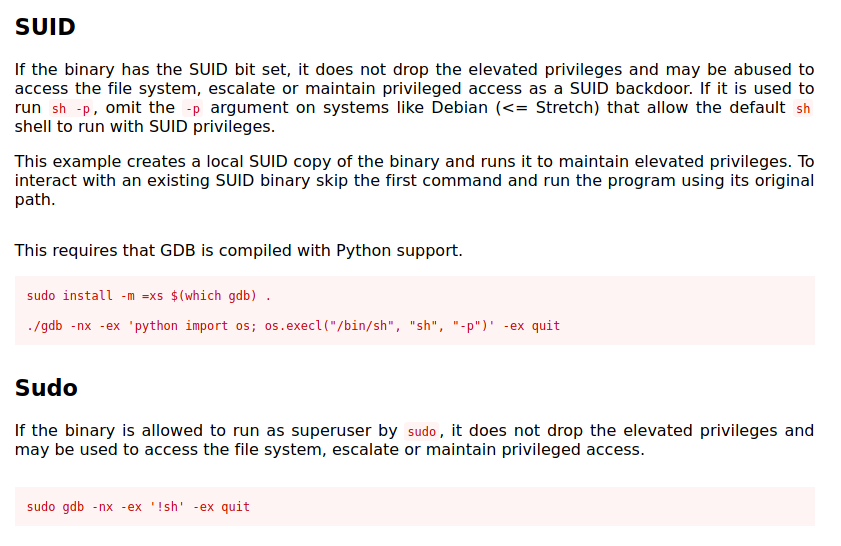 SUID
If the binary has the SUID bit set, it does not drop the elevated privileges and may be abused to
access the file system, escalate or maintain privileged access as a SUID backdoor. If it is used to
run sh -p, omit the -p argument on systems like Debian (<= Stretch) that allow the default sh
shell to run with SUID privileges.
This example creates a local SUID copy of the binary and runs it to maintain elevated privileges. To
interact with an existing SUID binary skip the first command and run the program using its original
path.
This requires that GDB is compiled with Python support.
sudo install -m =xs $(which gdb) .
./gdb -nx -ex 'python import os; os.execl("/bin/sh", "sh", "-p")' -ex quit
Sudo
If the binary is allowed to run as superuser by sudo, it does not drop the elevated privileges and
may be used to access the file system, escalate or maintain privileged access.
sudo gdb -nx -ex '!sh' -ex quit